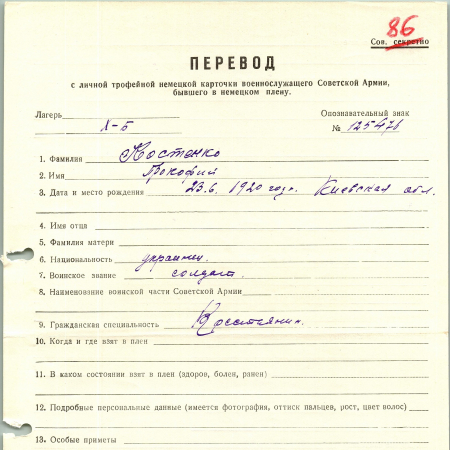 86
Сов. секретно
ПЕРЕВОД
с личной трофейной немецкой карточки военнослужащего Советской Армии,
бывшего в немецком плену.
Лагерь Х-Б
Опознавательный знак
№ 125476
1. Фамилия Костенко
2. Имя Прокофий
3. Дата и место рождения 23.6.1920 года. Киевская обл.
4. Имя отца
5. Фамилия матери
6. Национальность украинец
7. Воинское звание солдат
8. Наименование воинской части Советской Армии
9. Гражданская специальность Крестьянин
10. Когда и где взят в плен
11. В каком состоянии взят в плен (здоров, болен, ранен)
12. Подробные персональные данные (имеется фотография, оттиск пальцев, рост, цвет волос)
13. Особые приметы